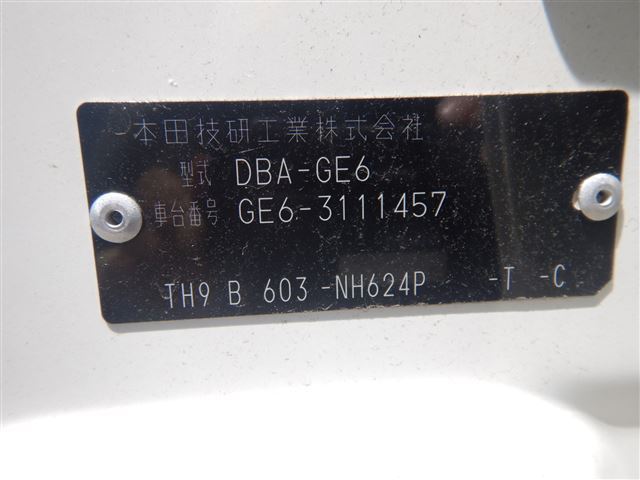 本田技研工業株式会社
型式 DBA-GE6
車台番号 GE6-3111457
TH9 B 603 -NH624P -T -C